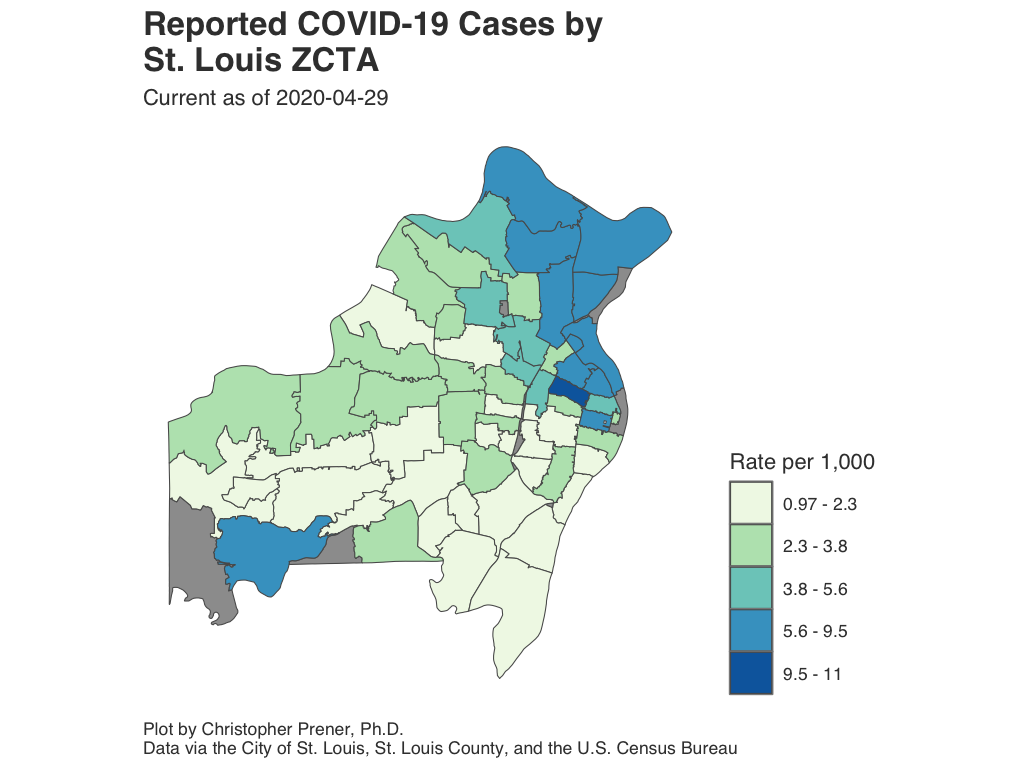 Reported COVID-19 Cases by
St. Louis ZCTA
Current as of 2020-04-29
Rate per 1,000
0.97 - 2.3
2.3 - 3.8
3.8 - 5.6
5.6 - 9.5
9.5 - 11
Plot by Christopher Prener, Ph.D.
Data via the City of St. Louis, St. Louis County, and the U.S. Census Bureau